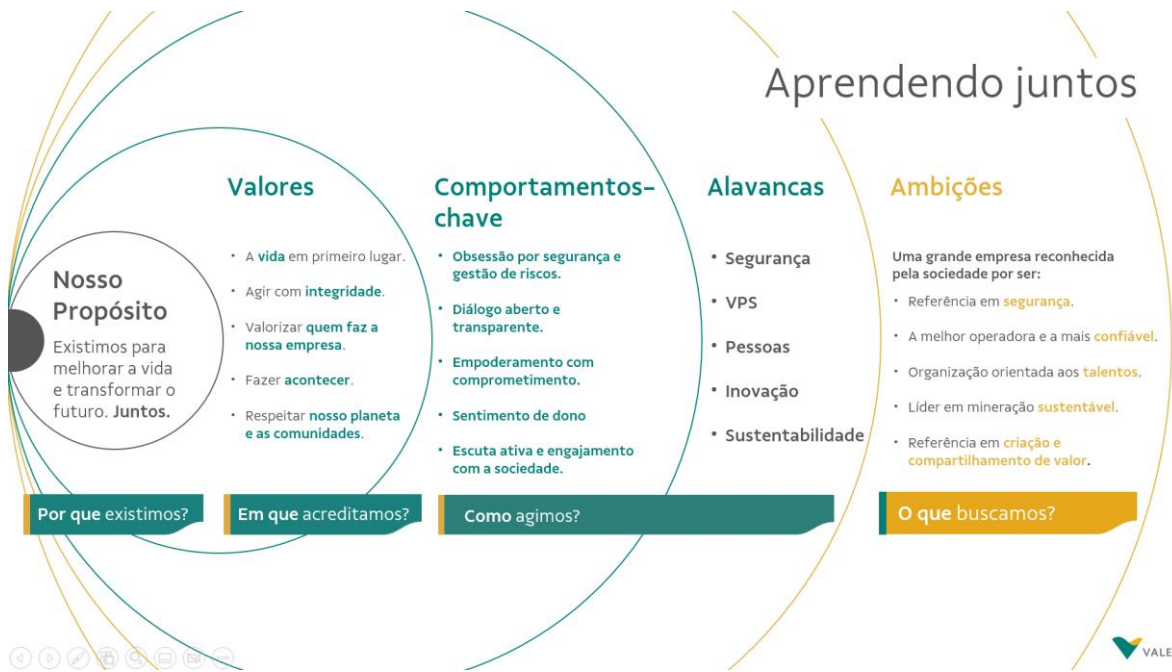 Aprendendo juntos
Nosso
Propósito
Existimos para
melhorar a vida
e transformar o
futuro. Juntos.
Por que existimos?
Valores
• A vida em primeiro lugar.
• Agir com integridade.
• Valorizar quem faz a
nossa empresa.
• Fazer acontecer.
• Respeitar nosso planeta
e as comunidades.
Em que acreditamos?
Comportamentos-
chave
• Obsessão por segurança e
gestão de riscos.
• Diálogo aberto e
transparente.
• Empoderamento com
comprometimento.
• Sentimento de dono
• Escuta ativa e engajamento
com a sociedade.
Alavancas
• Segurança
• VPS
• Pessoas
• Inovação
• Sustentabilidade
Como agimos?
Ambições
Uma grande empresa reconhecida
pela sociedade por ser:
• Referência em segurança.
• A melhor operadora e a mais confiável.
• Organização orientada aos talentos.
• Líder em mineração sustentável.
• Referência em criação e
compartilhamento de valor.
O que buscamos?
VALE